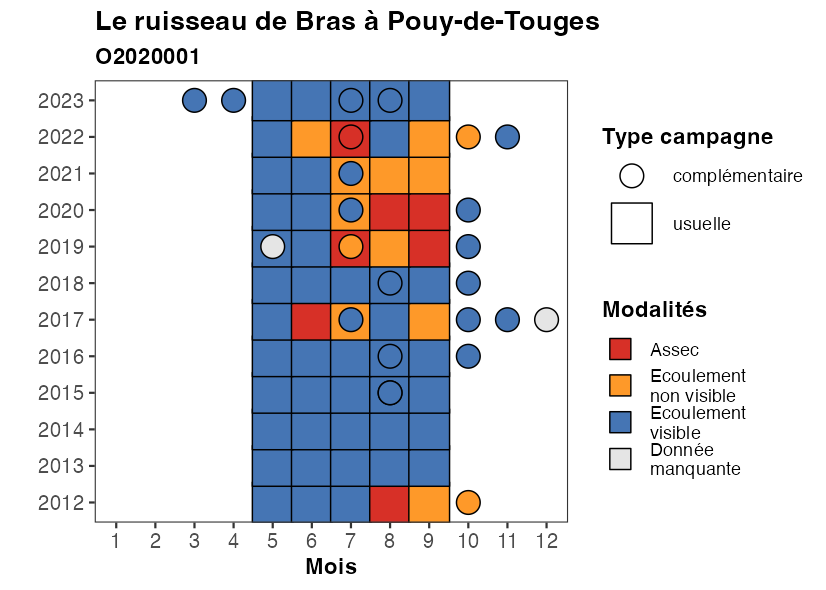 Le ruisseau de Bras à Pouy-de-Touges
O2020001
2023
2022
2021
2020
2019
2018
2017
2016
2015
2014
2013
2012
1 2 3 4 5 6 7 8 9 10 11 12
Mois
Type campagne
complémentaire
usuelle
Modalités
Assec
Ecoulement
non visible
Ecoulement
visible
Donnée
manquante